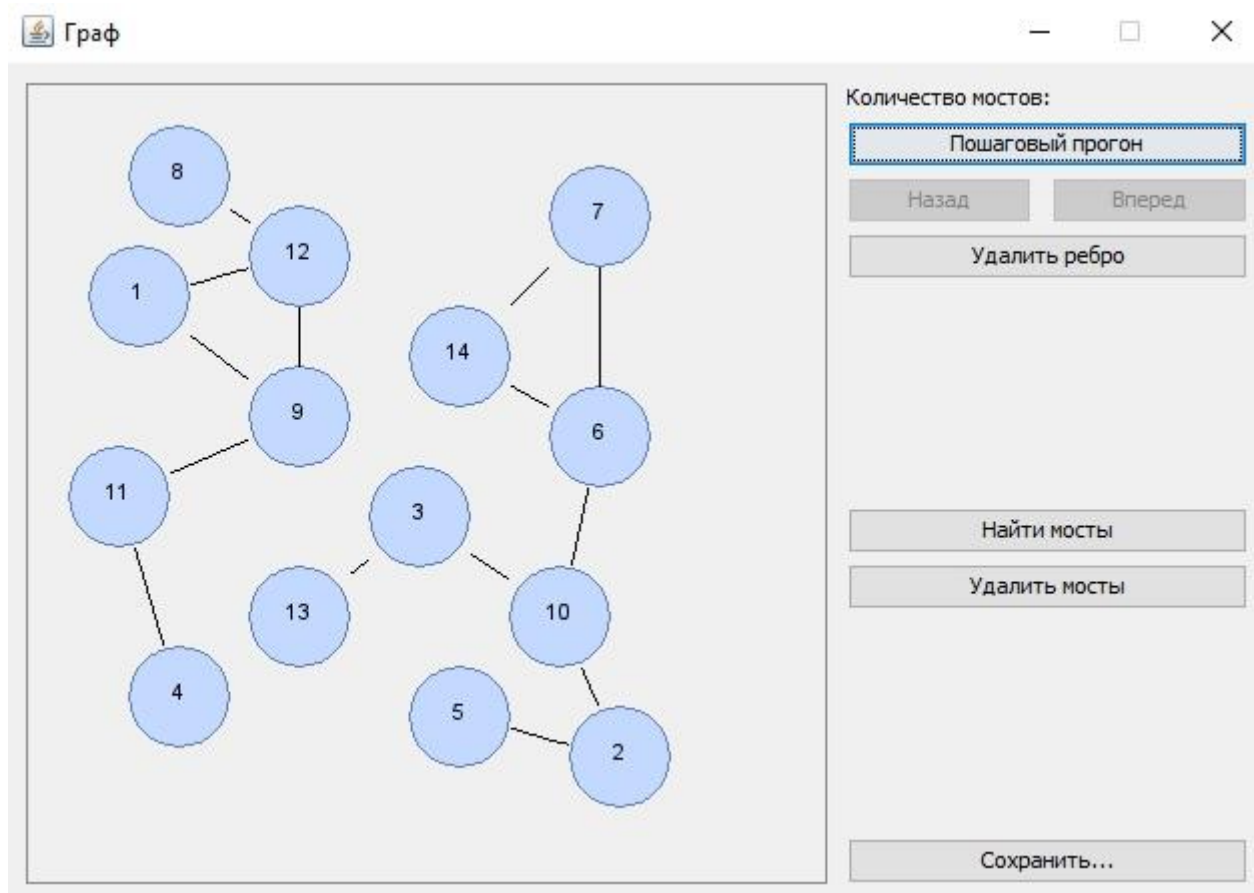 Граф
8
12
1
9
11
4
7
14
6
3
13
10
5
2
Количество мостов:
Пошаговый прогон
Назад
Вперед
Удалить ребро
Найти мосты
Удалить мосты
Сохранить...